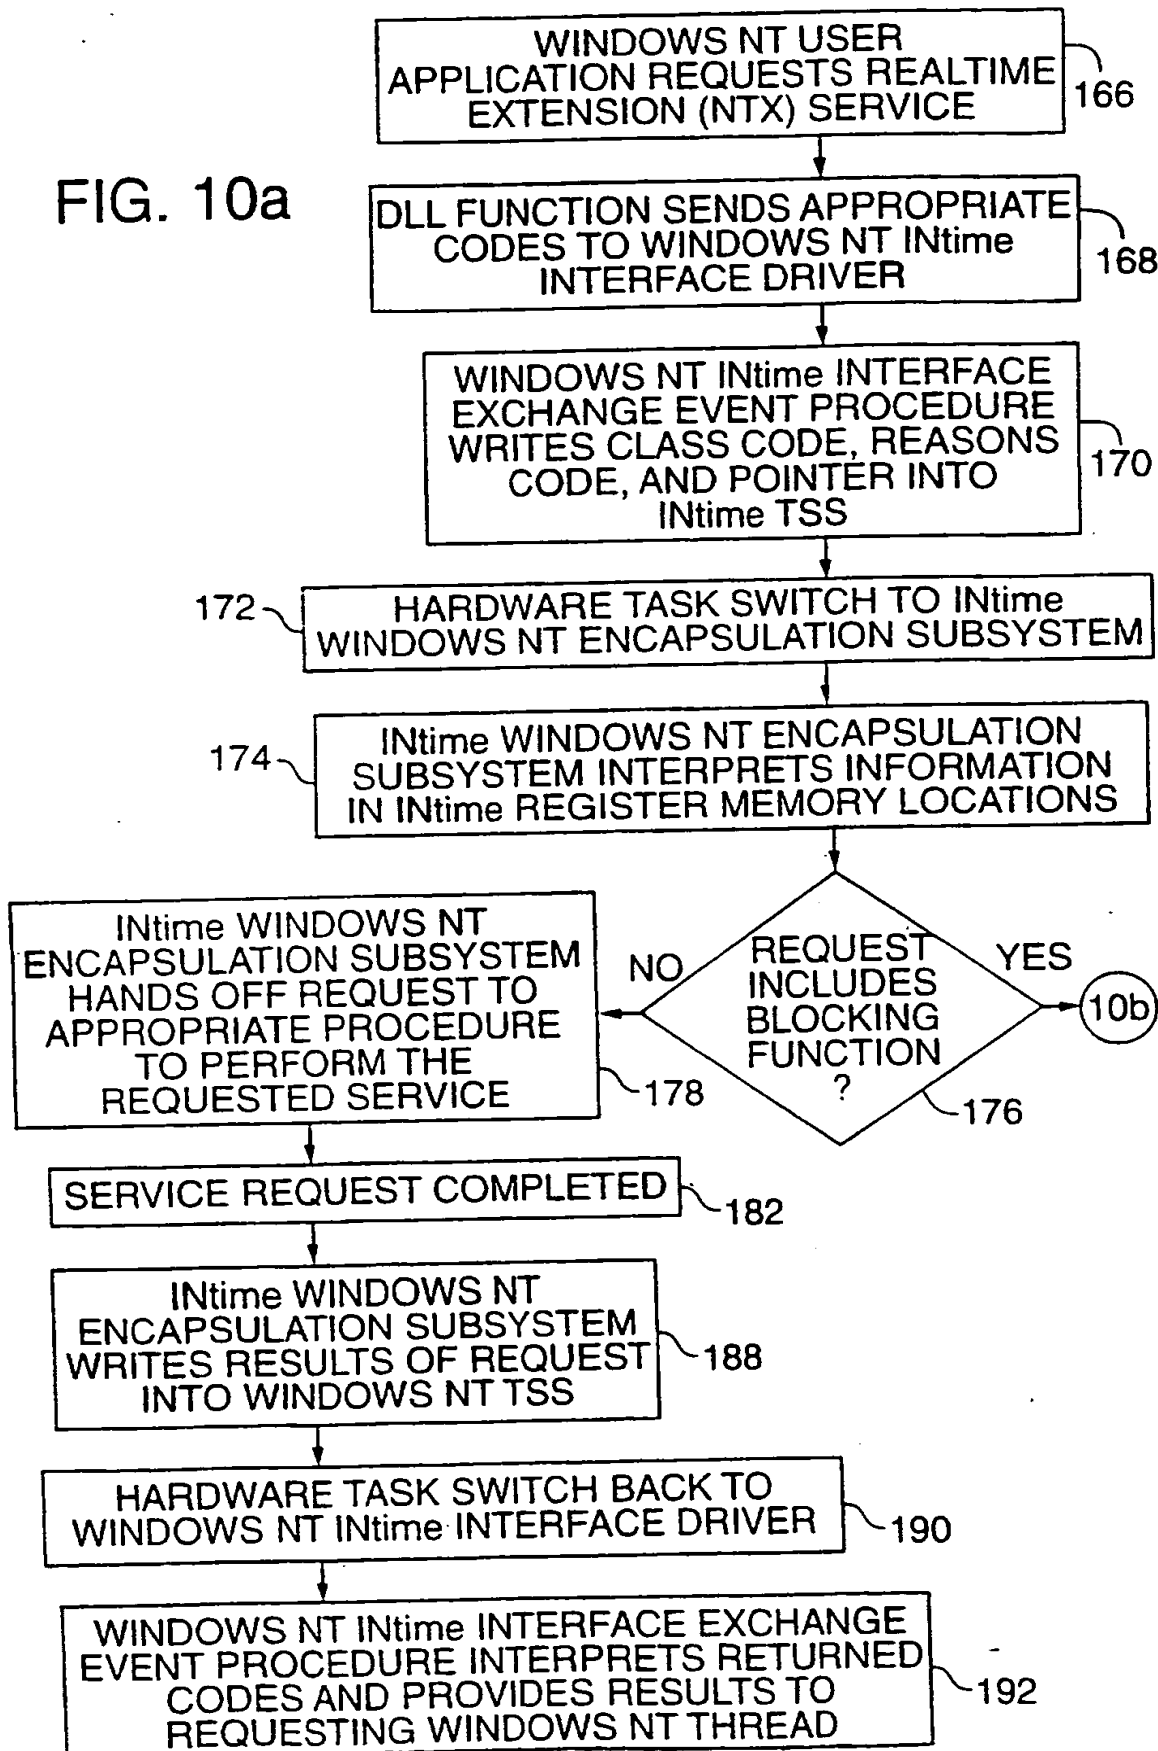 WINDOWS NT USER
APPLICATION REQUESTS REALTIME
EXTENSION (NTX) SERVICE
166
FIG. 10a
DLL FUNCTION SENDS APPROPRIATE
CODES TO WINDOWS NT INtime
INTERFACE DRIVER
168
WINDOWS NT INtime INTERFACE
EXCHANGE EVENT PROCEDURE
WRITES CLASS CODE, REASONS
CODE, AND POINTER INTO
INtime TSS
170
172
HARDWARE TASK SWITCH TO INtime
WINDOWS NT ENCAPSULATION SUBSYSTEM
174
INtime WINDOWS NT ENCAPSULATION
SUBSYSTEM INTERPRETS INFORMATION
IN INtime REGISTER MEMORY LOCATIONS
REQUEST
INCLUDES
BLOCKING
FUNCTION
?
176
YES
10b
NO
INtime WINDOWS NT
ENCAPSULATION SUBSYSTEM
HANDS OFF REQUEST TO
APPROPRIATE PROCEDURE
TO PERFORM THE
REQUESTED SERVICE
178
SERVICE REQUEST COMPLETED
182
INtime WINDOWS NT
ENCAPSULATION SUBSYSTEM
WRITES RESULTS OF REQUEST
INTO WINDOWS NT TSS
188
HARDWARE TASK SWITCH BACK TO
WINDOWS NT INtime INTERFACE DRIVER
190
WINDOWS NT INtime INTERFACE EXCHANGE
EVENT PROCEDURE INTERPRETS RETURNED
CODES AND PROVIDES RESULTS TO
REQUESTING WINDOWS NT THREAD
192